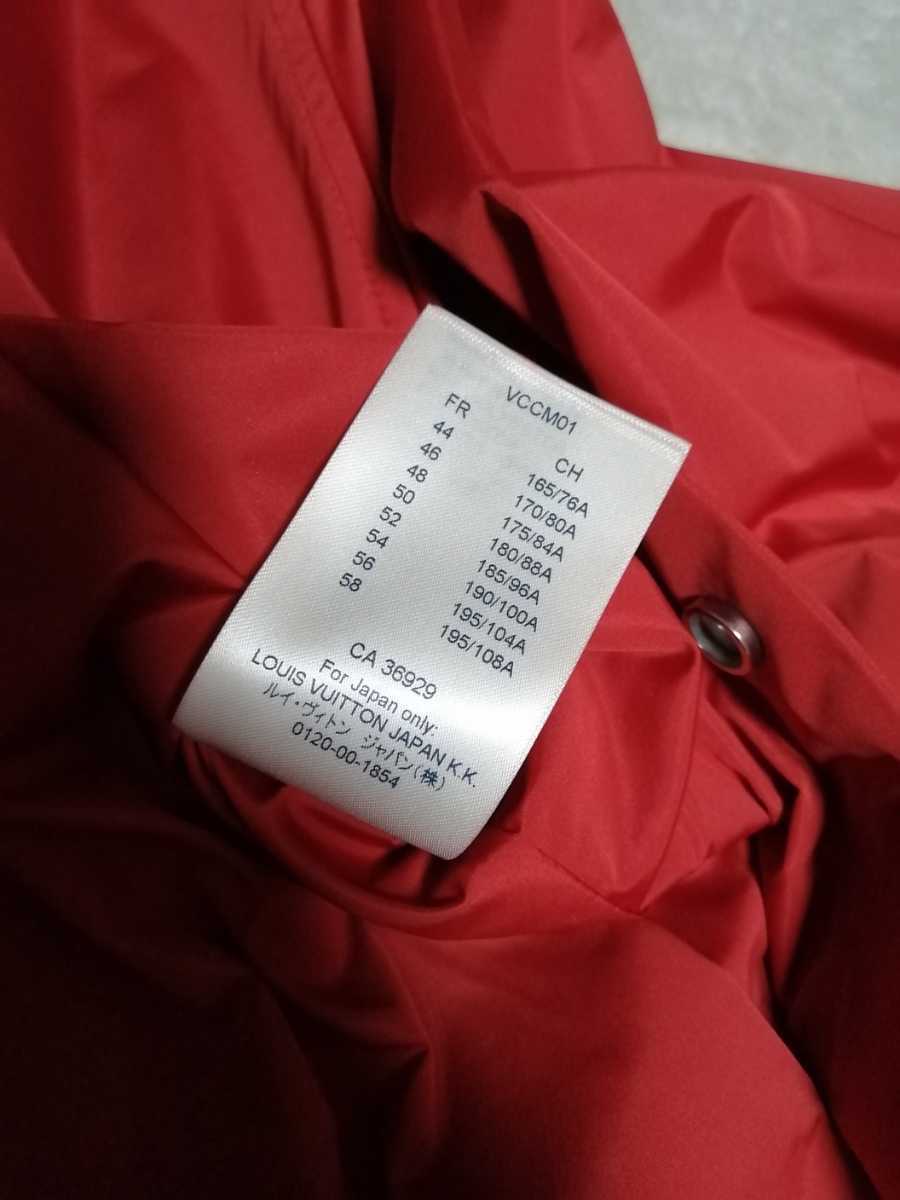 VCCM01
FR CH
44 165/76A
46 170/80A
48 175/84A
50 180/88A
52 185/96A
54 190/100A
56 195/104A
58 195/108A
CA 36929
For Japan only:
LOUIS VUITTON JAPAN K.K.
ルイ・ヴィトン ジャパン(株)
0120-00-1854